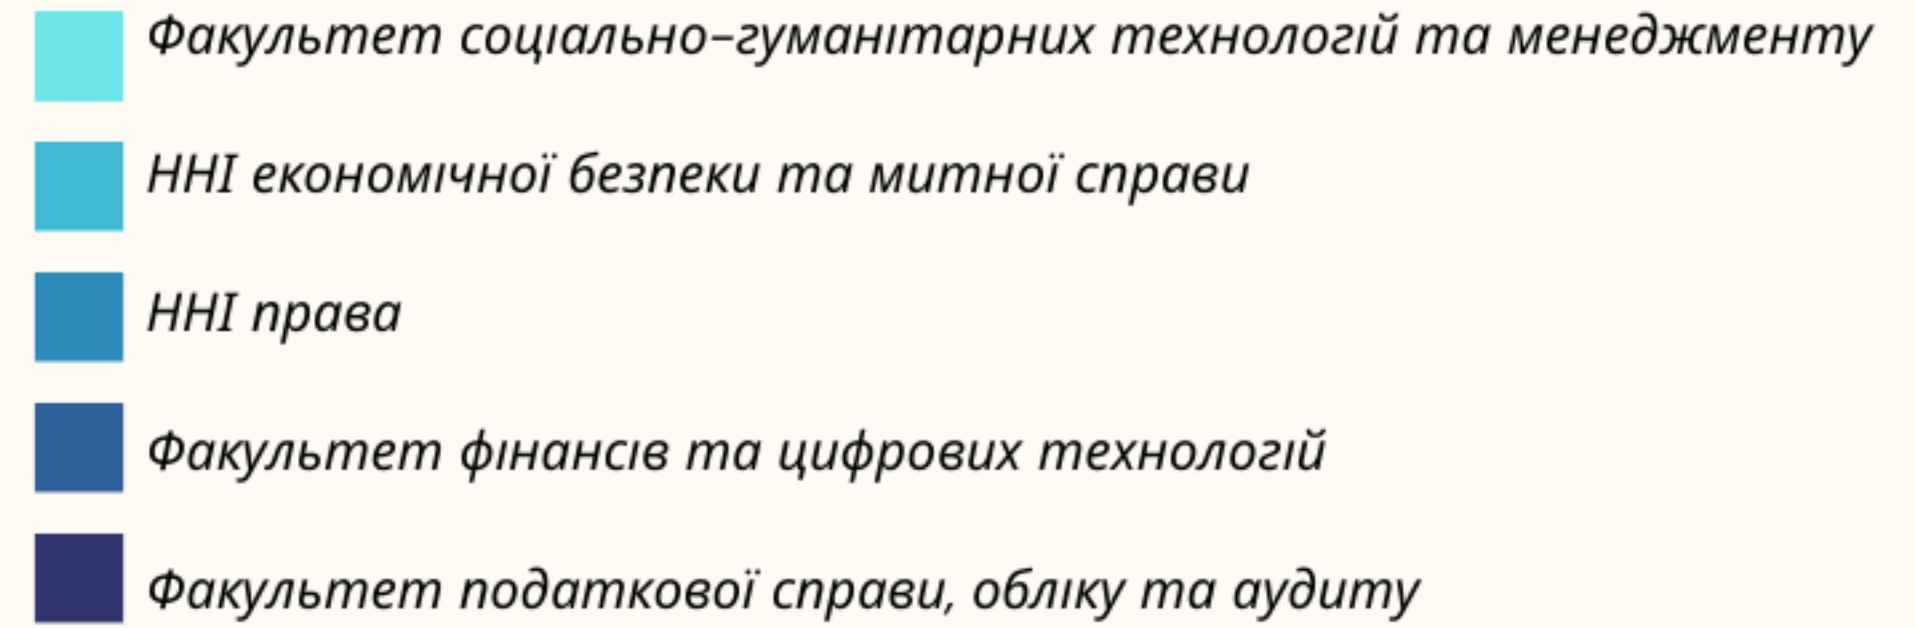 Факультет соціально–гуманітарних технологій та менеджменту
ННІ економічної безпеки та митної справи
ННІ права
Факультет фінансів та цифрових технологій
Факультет податкової справи, обліку та аудиту